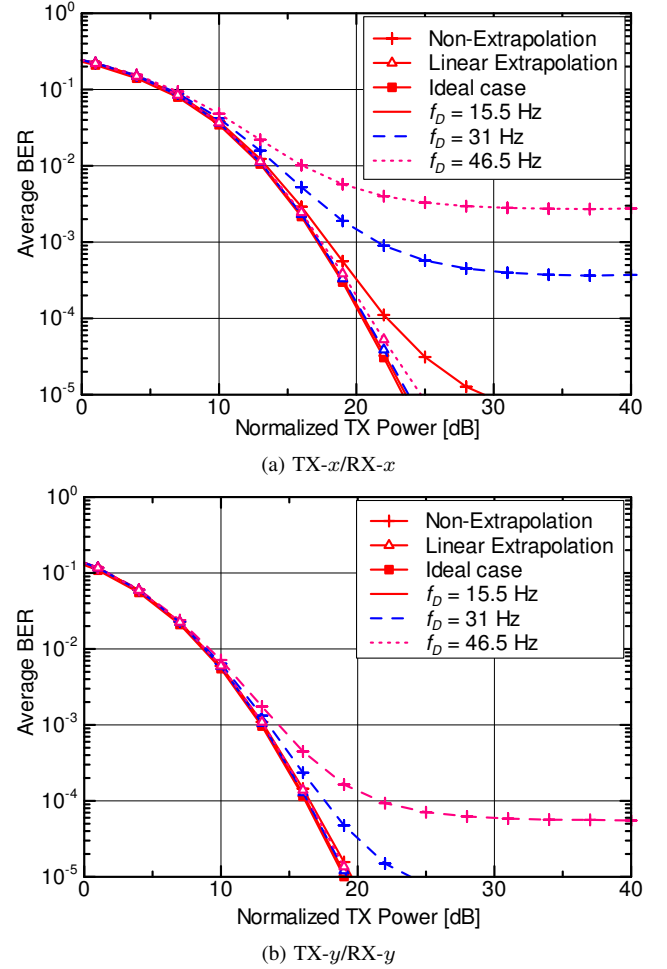 10^0
10^-1
10^-2
10^-3
10^-4
10^-5
Average BER
Non-Extrapolation
Linear Extrapolation
Ideal case
f_D = 15.5 Hz
f_D = 31 Hz
f_D = 46.5 Hz
0 10 20 30 40
Normalized TX Power [dB]
(a) TX-x/RX-x
10^0
10^-1
10^-2
10^-3
10^-4
10^-5
Average BER
Non-Extrapolation
Linear Extrapolation
Ideal case
f_D = 15.5 Hz
f_D = 31 Hz
f_D = 46.5 Hz
0 10 20 30 40
Normalized TX Power [dB]
(b) TX-y/RX-y